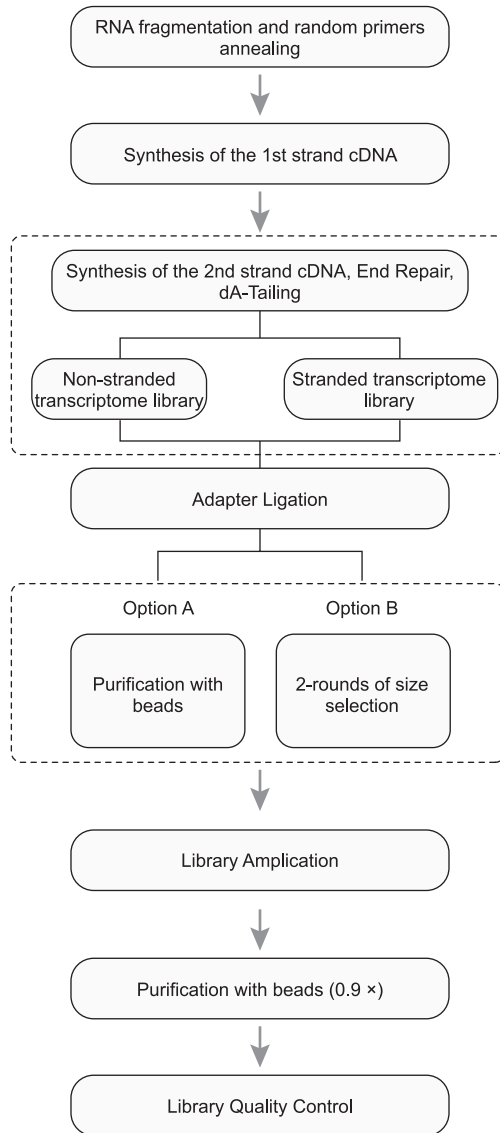 RNA fragmentation and random primers
annealing
Synthesis of the 1st strand cDNA
Synthesis of the 2nd strand cDNA, End Repair,
dA-Tailing
Non-stranded
transcriptome library
Stranded transcriptome
library
Adapter Ligation
Option A
Option B
Purification with
beads
2-rounds of size
selection
Library Amplication
Purification with beads (0.9 ×)
Library Quality Control